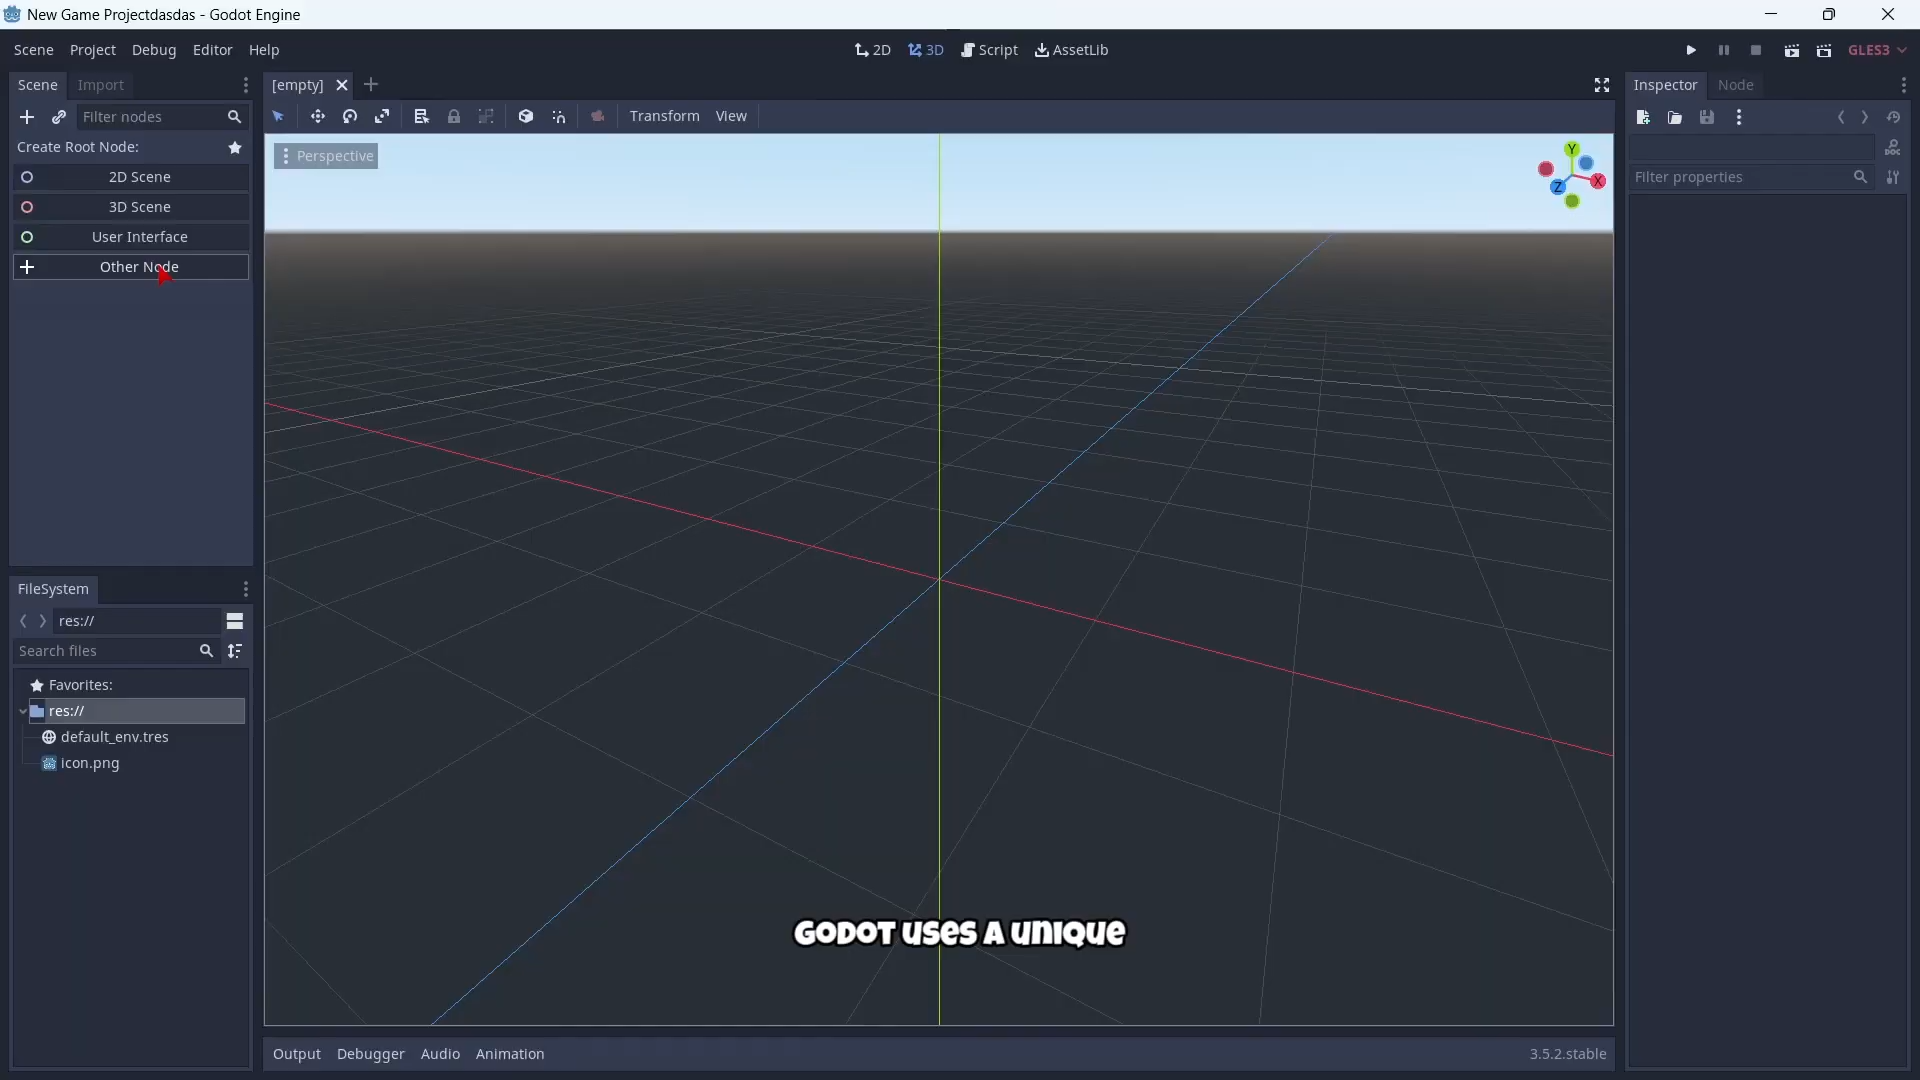 New Game Projectdasdas - Godot Engine
Scene Project Debug Editor Help
2D 3D Script AssetLib
GLES3
Scene Import
[empty]
Inspector Node
Filter nodes
Transform View
Create Root Node:
Perspective
Y
X
Z
DOC
2D Scene
Filter properties
3D Scene
User Interface
Other Node
FileSystem
res://
Search files
Favorites:
res://
default_env.tres
icon.png
GODOT USES A UNIQUE
Output Debugger Audio Animation
3.5.2.stable